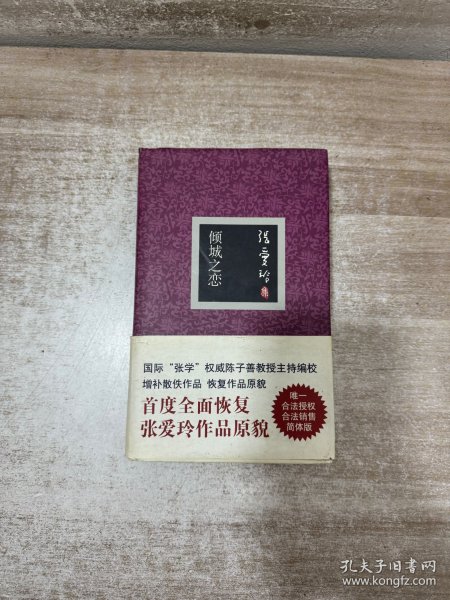 倾城之恋
张爱玲
集
国际“张学”权威陈子善教授主持编校
增补散佚作品 恢复作品原貌
首度全面恢复
张爱玲作品原貌
唯一
合法授权
合法销售
简体版
孔夫子旧书网
www.kongfz.com